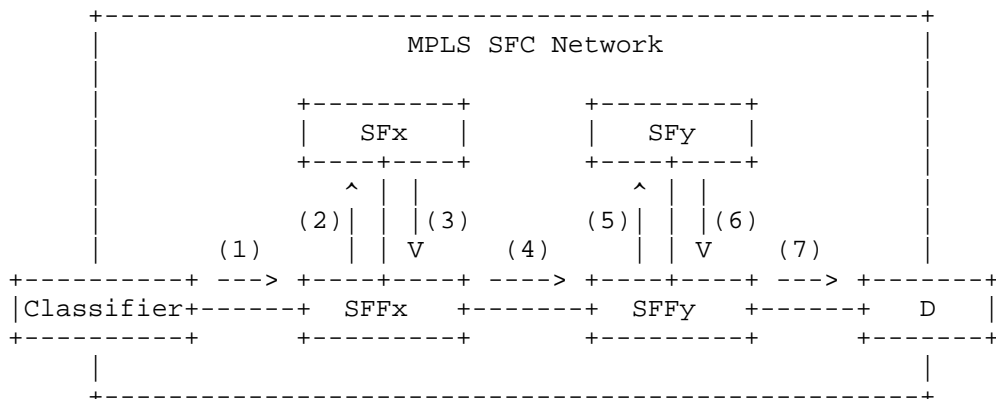 MPLS SFC Network
SFx SFy
(2) (3) (5) (6)
(1) V (4) V (7)
Classifier SFFx SFFy D